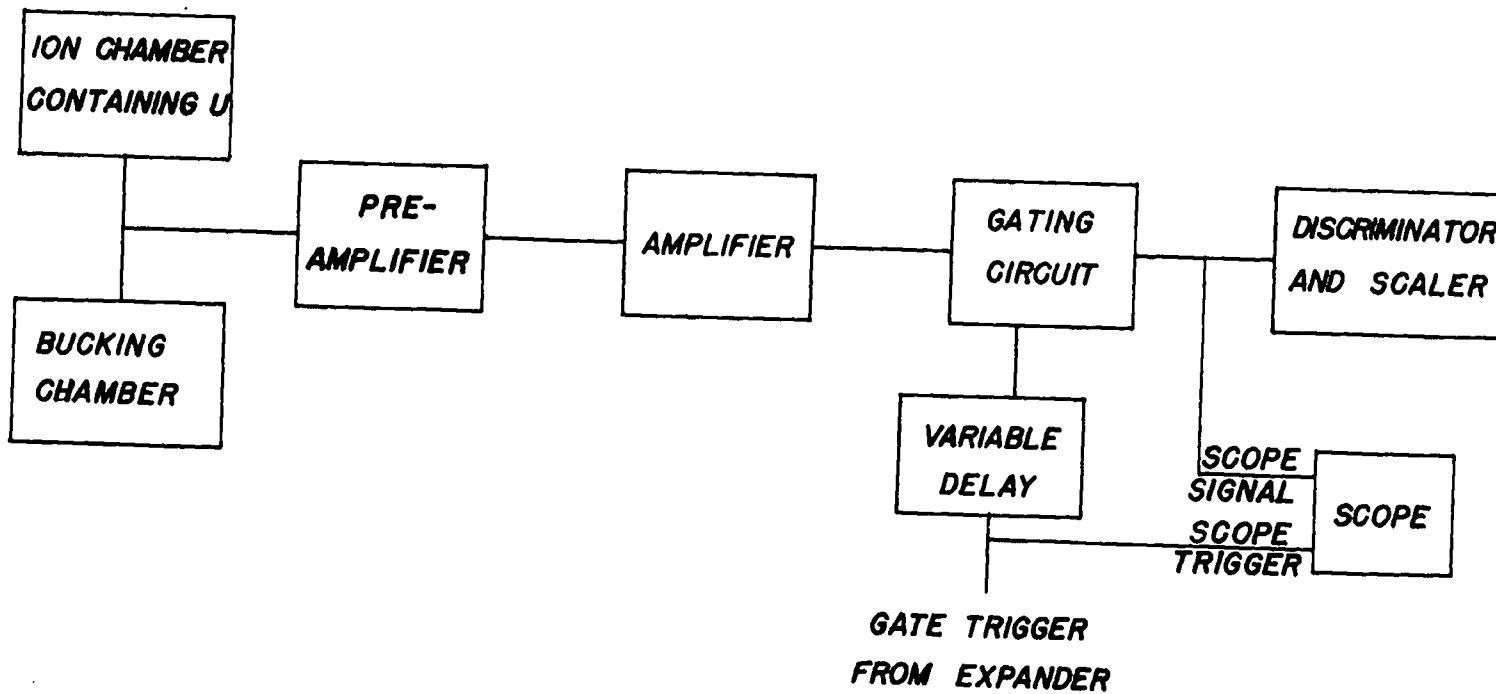 ION CHAMBER
CONTAINING U
PRE-
AMPLIFIER
AMPLIFIER
GATING
CIRCUIT
DISCRIMINATOR
AND SCALER
BUCKING
CHAMBER
VARIABLE
DELAY
SCOPE
SIGNAL
SCOPE
TRIGGER
SCOPE
GATE TRIGGER
FROM EXPANDER